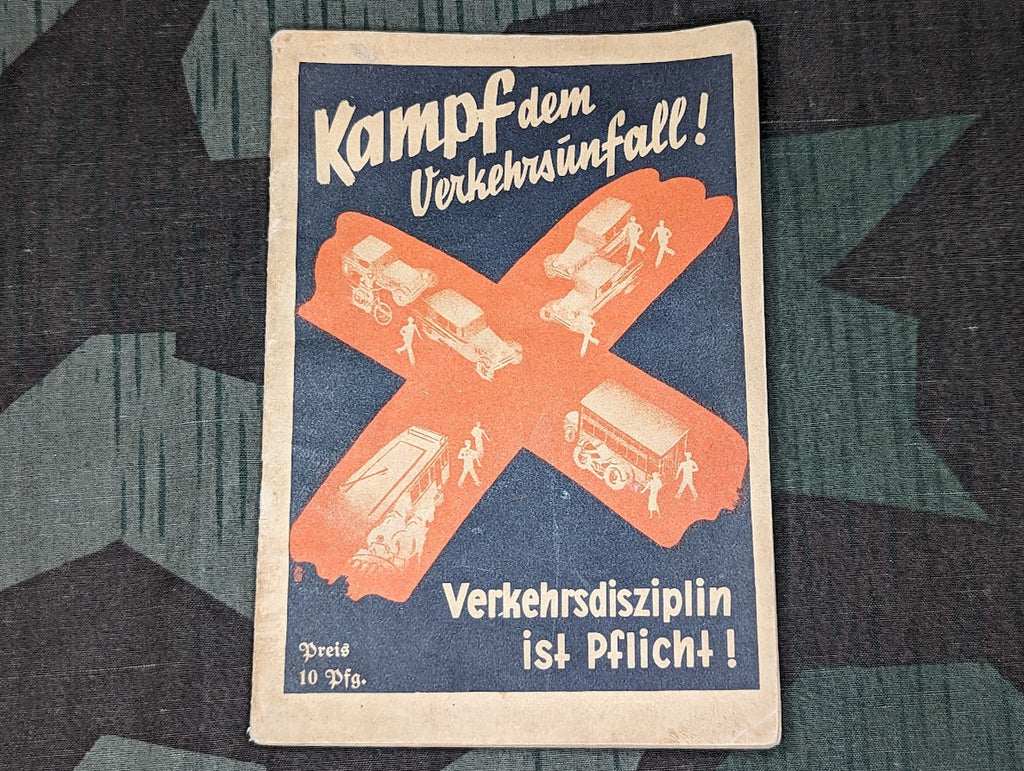 Kampf dem
Verkehrsunfall!
Verkehrsdisziplin
ist Pflicht!
Preis
10 Pfg.